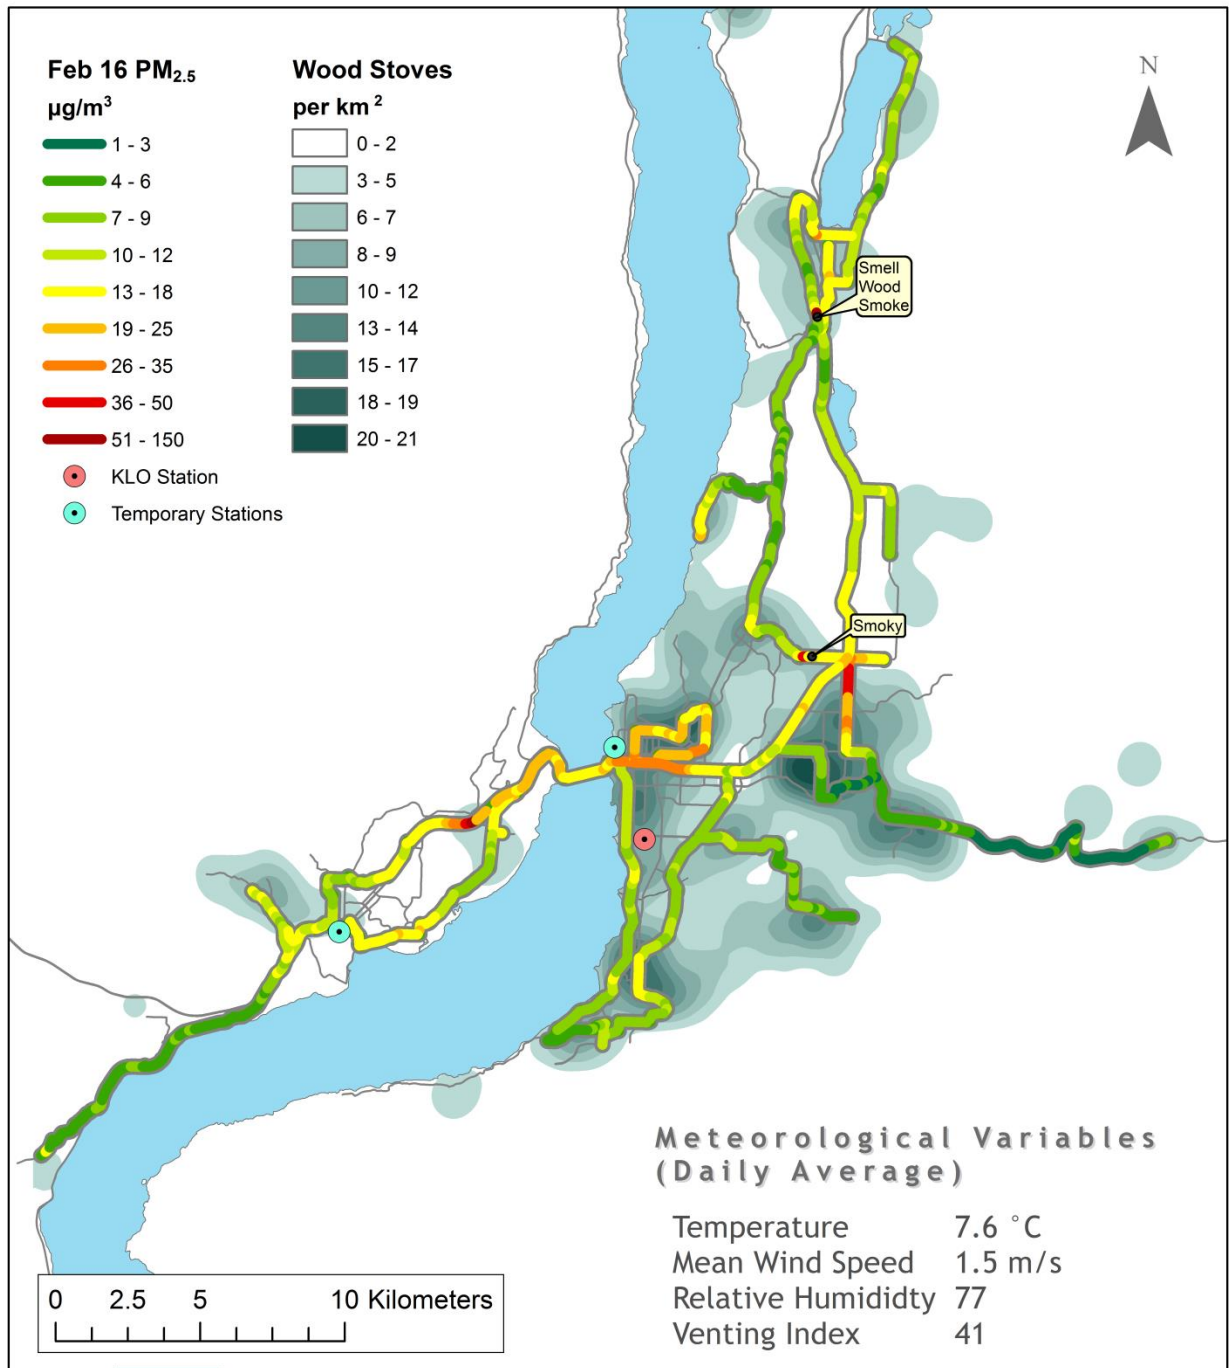 Feb 16 PM2.5
µg/m3
1 - 3
4 - 6
7 - 9
10 - 12
13 - 18
19 - 25
26 - 35
36 - 50
51 - 150
KLO Station
Temporary Stations
Wood Stoves
per km 2
0 - 2
3 - 5
6 - 7
8 - 9
10 - 12
13 - 14
15 - 17
18 - 19
20 - 21
N
Smell
Wood
Smoke
Smoky
Meteorological Variables
(Daily Average)
Temperature 7.6 °C
Mean Wind Speed 1.5 m/s
Relative Humididty 77
Venting Index 41
0 2.5 5 10 Kilometers